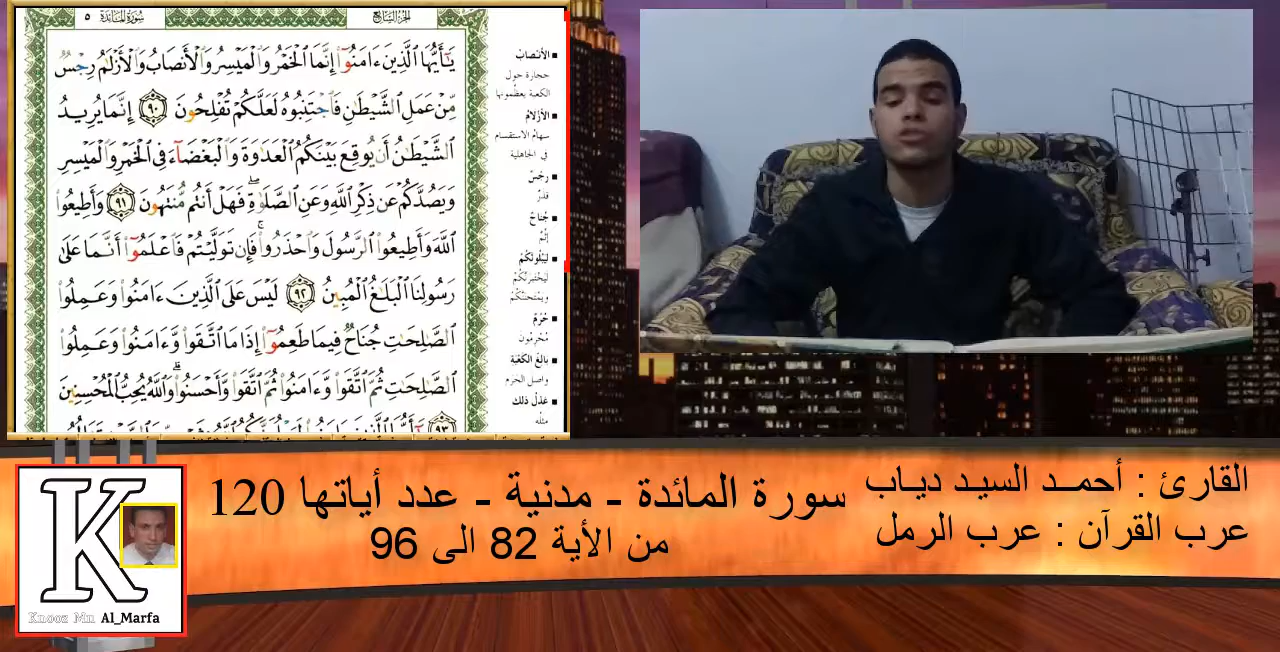 سورة المائدة ٥
الجزء السابع
يَٰٓأَيُّهَا ٱلَّذِينَ ءَامَنُوٓا۟ إِنَّمَا ٱلْخَمْرُ وَٱلْمَيْسِرُ وَٱلْأَنصَابُ وَٱلْأَزْلَٰمُ رِجْسٌ
مِّنْ عَمَلِ ٱلشَّيْطَٰنِ فَٱجْتَنِبُوهُ لَعَلَّكُمْ تُفْلِحُونَ ٩٠ إِنَّمَا يُرِيدُ
ٱلشَّيْطَٰنُ أَن يُوقِعَ بَيْنَكُمُ ٱلْعَدَٰوَةَ وَٱلْبَغْضَآءَ فِى ٱلْخَمْرِ وَٱلْمَيْسِرِ
وَيَصُدَّكُمْ عَن ذِكْرِ ٱللَّهِ وَعَنِ ٱلصَّلَوٰةِ ۖ فَهَلْ أَنتُم مُّنتَهُونَ ٩١ وَأَطِيعُوا۟
ٱللَّهَ وَأَطِيعُوا۟ ٱلرَّسُولَ وَٱحْذَرُوا۟ ۚ فَإِن تَوَلَّيْتُمْ فَٱعْلَمُوٓا۟ أَنَّمَا عَلَىٰ
رَسُولِنَا ٱلْبَلَٰغُ ٱلْمُبِينُ ٩٢ لَيْسَ عَلَى ٱلَّذِينَ ءَامَنُوا۟ وَعَمِلُوا۟
ٱلصَّٰلِحَٰتِ جُنَاحٌ فِيمَا طَعِمُوٓا۟ إِذَا مَا ٱتَّقَوا۟ وَّءَامَنُوا۟ وَعَمِلُوا۟
ٱلصَّٰلِحَٰتِ ثُمَّ ٱتَّقَوا۟ وَّءَامَنُوا۟ ثُمَّ ٱتَّقَوا۟ وَّأَحْسَنُوا۟ ۗ وَٱللَّهُ يُحِبُّ ٱلْمُحْسِنِينَ
▪ الأنصاب
حجارة حول
الكعبة يعظمونها
▪ الأزلام
سهام الاستقسام
في الجاهلية
▪ رجس
قذر
▪ جناح
إثم
▪ ليبلونكم
ليختبرنكم
ويمتحننكم
▪ حرم
محرمون
▪ بالغ الكعبة
واصل الحرم
▪ عدل ذلك
مثله
القارئ : أحمــد السيـد ديـاب
عرب القرآن : عرب الرمل
سورة المائدة - مدنية - عدد أياتها 120
من الأية 82 الى 96
K
Knooz Mn Al_Marfa